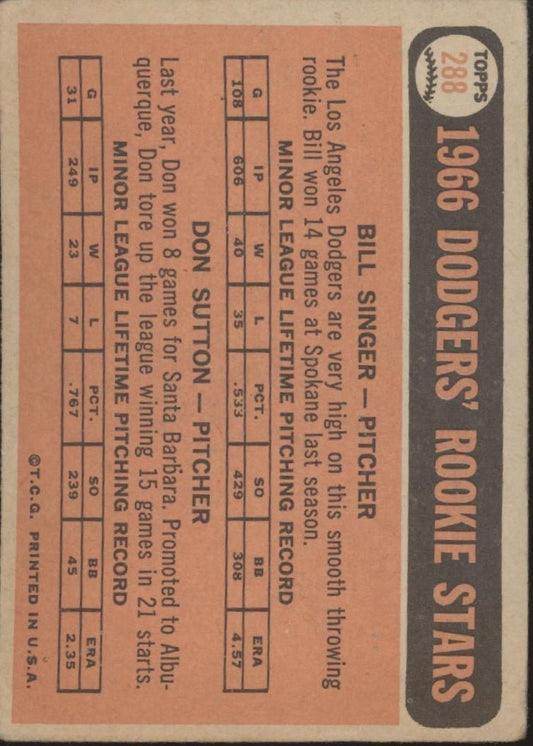 TOPPS
288
1966 DODGERS' ROOKIE STARS
BILL SINGER — PITCHER
The Los Angeles Dodgers are very high on this smooth throwing
rookie. Bill won 14 games at Spokane last season.
MINOR LEAGUE LIFETIME PITCHING RECORD
G IP W L PCT. SO BB ERA
108 606 40 35 .533 429 308 4.57
DON SUTTON — PITCHER
Last year, Don won 8 games for Santa Barbara. Promoted to Albu-
querque, Don tore up the league winning 15 games in 21 starts.
MINOR LEAGUE LIFETIME PITCHING RECORD
G IP W L PCT. SO BB ERA
31 249 23 7 .767 239 45 2.35
©T.C.G. PRINTED IN U.S.A.